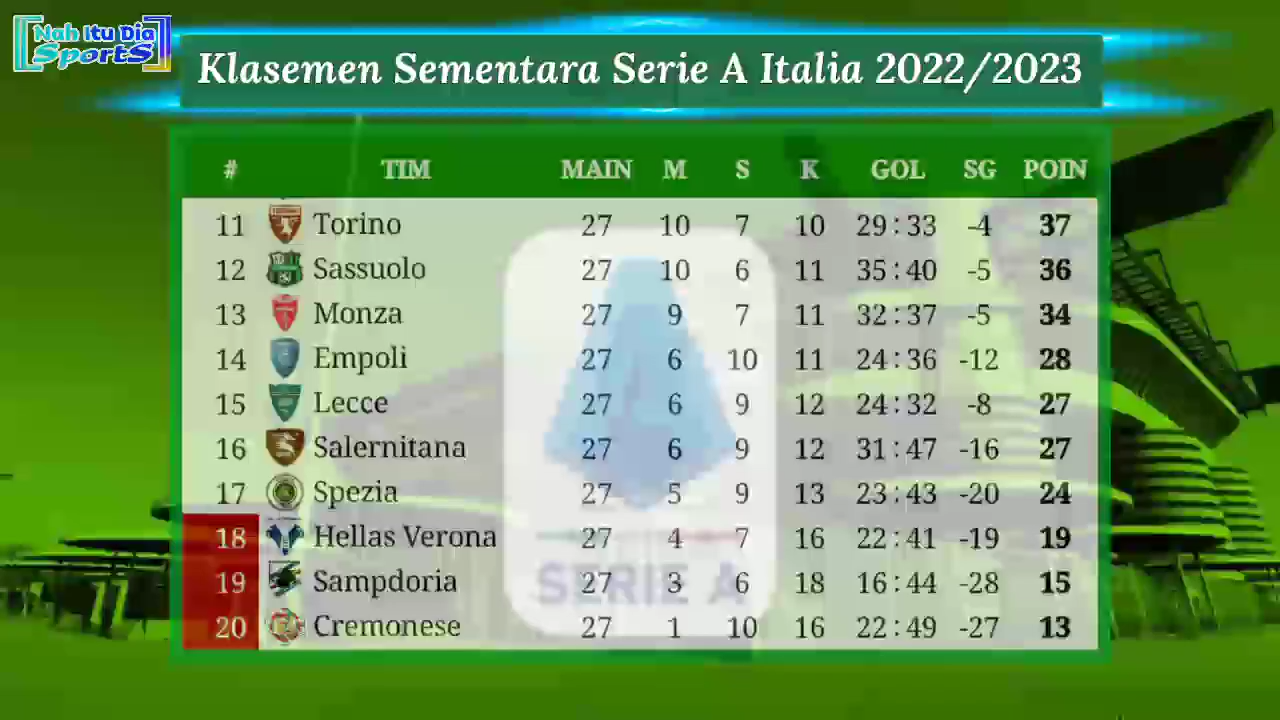 Nah Itu Dia
Sports
Klasemen Sementara Serie A Italia 2022/2023
# TIM MAIN M S K GOL SG POIN
11 Torino 27 10 7 10 29:33 -4 37
12 Sassuolo 27 10 6 11 35:40 -5 36
13 Monza 27 9 7 11 32:37 -5 34
14 Empoli 27 6 10 11 24:36 -12 28
15 Lecce 27 6 9 12 24:32 -8 27
16 Salernitana 27 6 9 12 31:47 -16 27
17 Spezia 27 5 9 13 23:43 -20 24
18 Hellas Verona 27 4 7 16 22:41 -19 19
19 Sampdoria 27 3 6 18 16:44 -28 15
20 Cremonese 27 1 10 16 22:49 -27 13
SERIE A